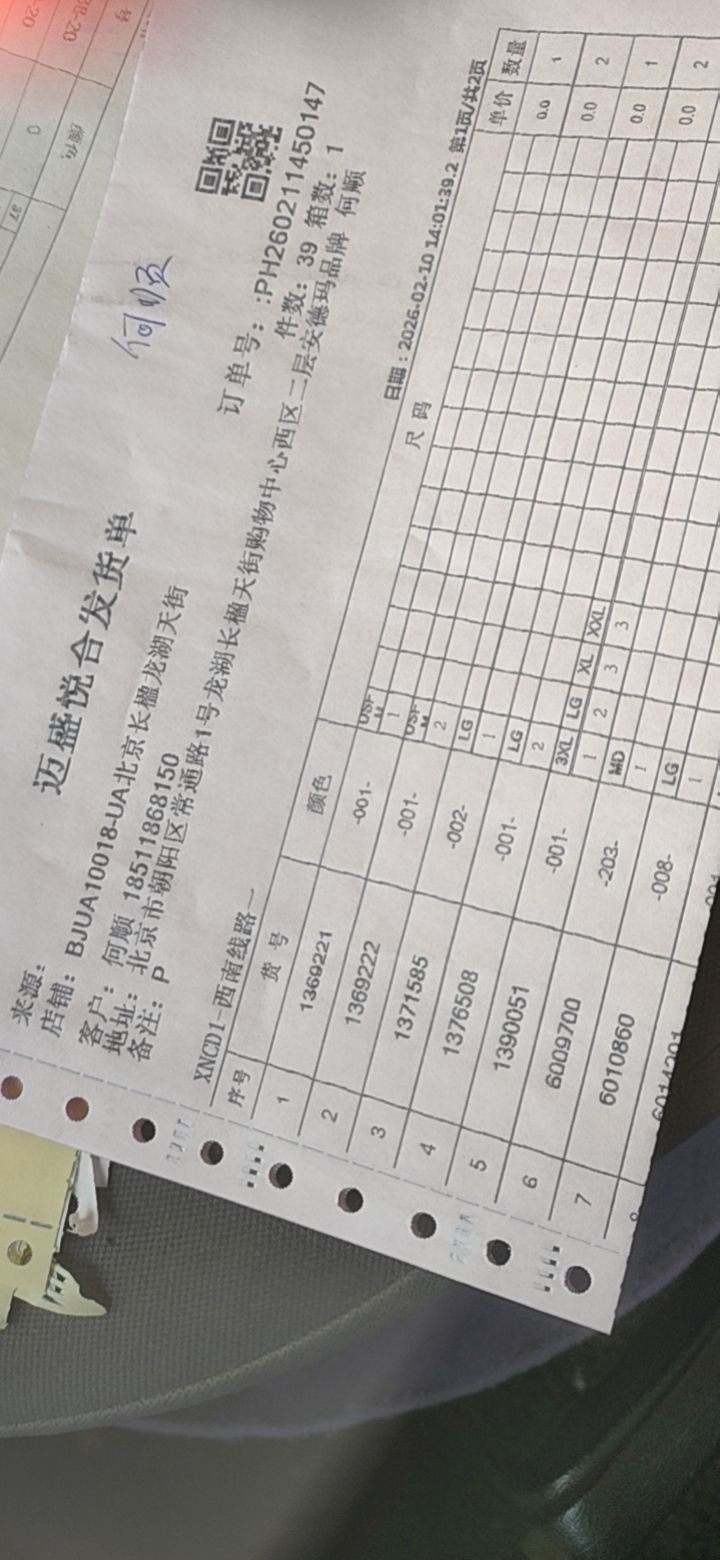 何顺
迈盛悦合发货单
来源:
店铺: BJUA10018-UA北京长楹龙湖天街
订单号: :PH260211450147
客户: 何顺 18511868150
件数: 39 箱数: 1
地址: 北京市朝阳区常通路1号龙湖长楹天街购物中心西区二层安德玛品牌 何顺
备注: P
XNCD1-西南线路一
日期: 2026-02-10 14:01:39.2 第1页/共2页
序号 货号 颜色 尺码 单价 数量
1 1369221 -001- OSFM 1 0.0 1
2 1369222 -001- OSFM 2 0.0 2
3 1371585 -002- LG 1 0.0 1
4 1376508 -001- LG 2 0.0 2
5 1390051 -001- 3XL LG XL XXL
1 2 3 3
6 6009700 -203- MD 1
7 6010860 -008- LG 1